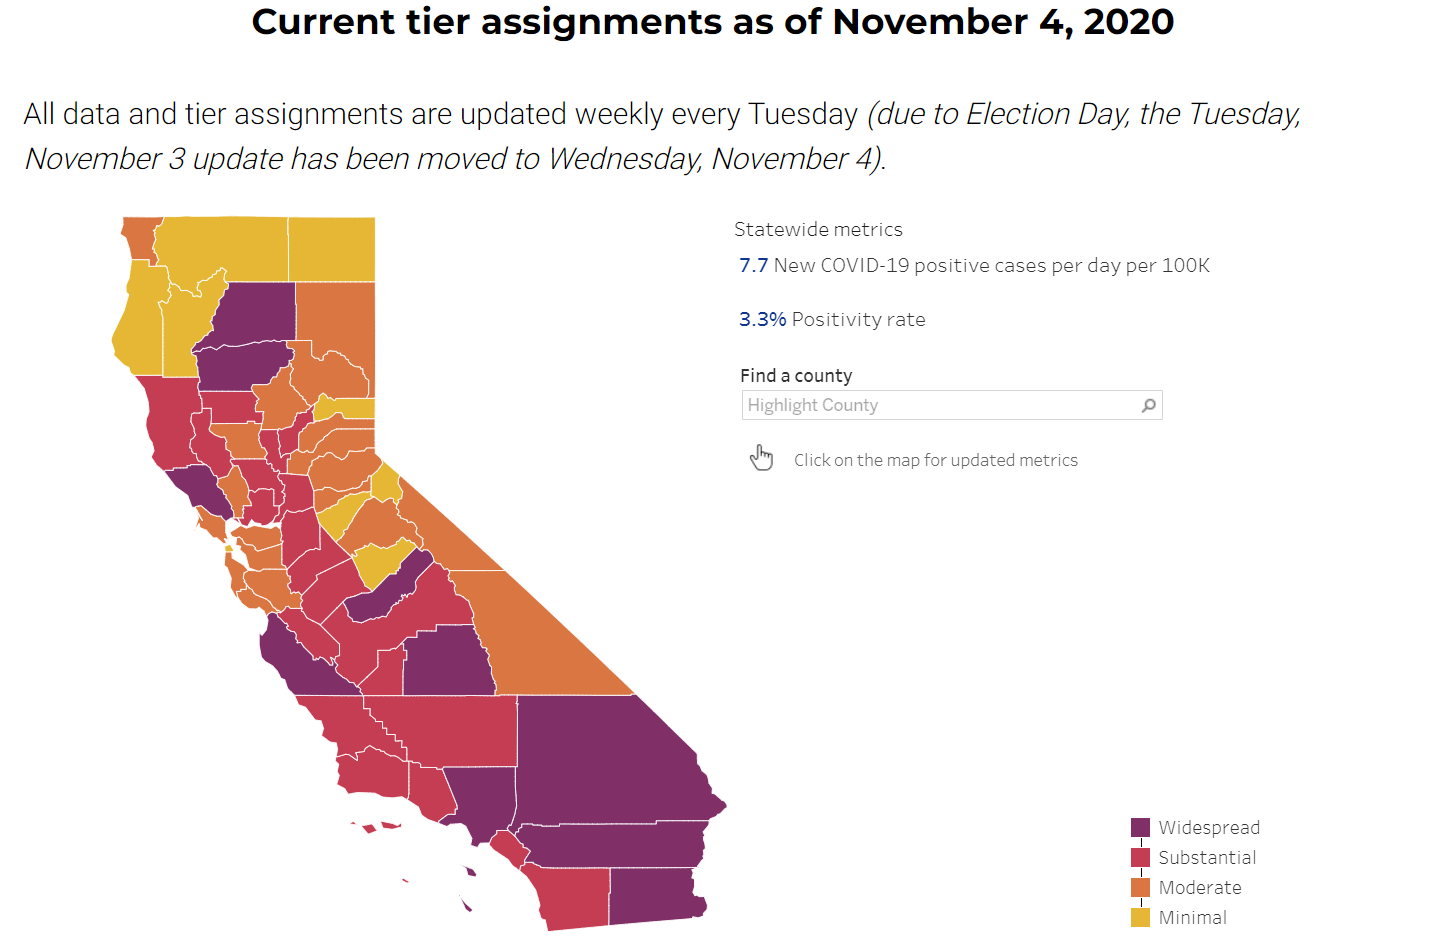 Current tier assignments as of November 4, 2020
All data and tier assignments are updated weekly every Tuesday (due to Election Day, the Tuesday,
November 3 update has been moved to Wednesday, November 4).
Statewide metrics
7.7 New COVID-19 positive cases per day per 100K
3.3% Positivity rate
Find a county
Highlight County
Click on the map for updated metrics
Widespread
Substantial
Moderate
Minimal